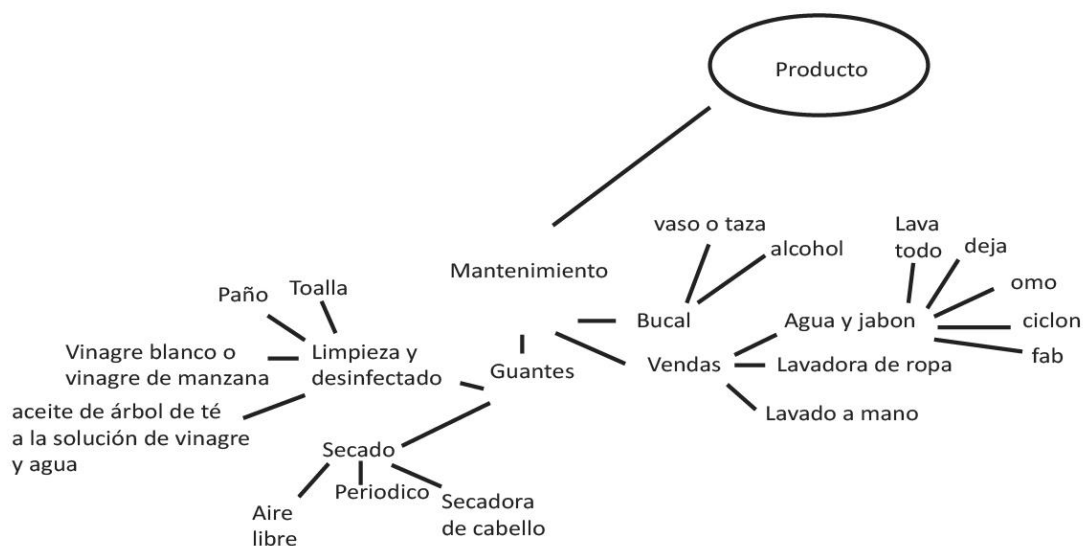 Producto
vaso o taza
Lava
todo
deja
alcohol
Mantenimiento
omo
Toalla
Paño
Bucal
Agua y jabon
ciclon
Vinagre blanco o
vinagre de manzana
Limpieza y
desinfectado
Guantes
Vendas
Lavadora de ropa
fab
aceite de árbol de té
a la solución de vinagre
y agua
Lavado a mano
Secado
Periodico
Secadora
de cabello
Aire
libre